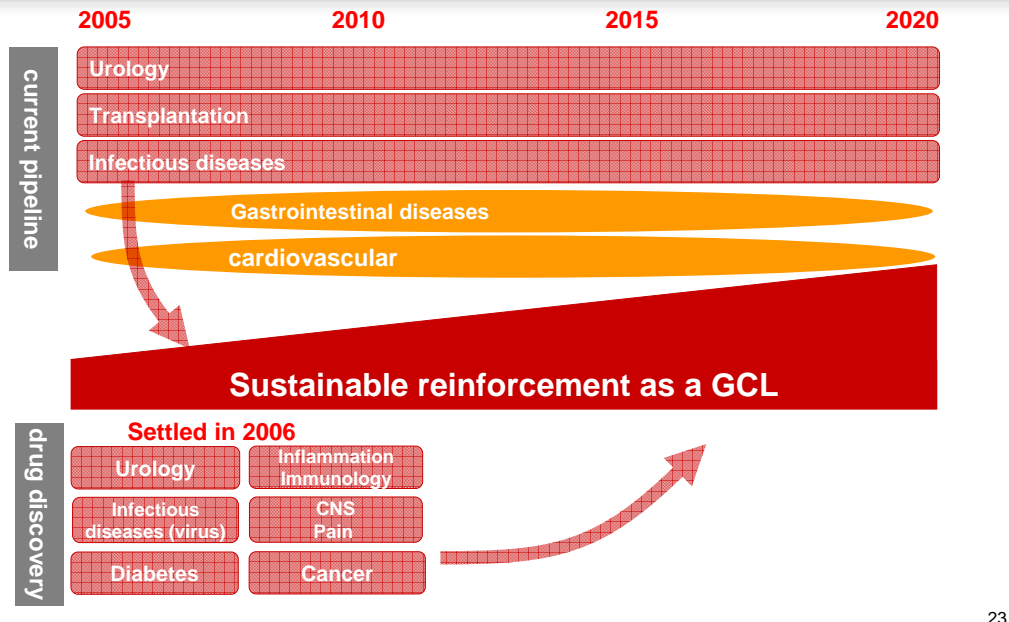 2005 2010 2015 2020
current pipeline
Urology
Transplantation
Infectious diseases
Gastrointestinal diseases
cardiovascular
Sustainable reinforcement as a GCL
drug discovery
Settled in 2006
Urology
Inflammation
Immunology
Infectious
diseases (virus)
CNS
Pain
Diabetes
Cancer
23